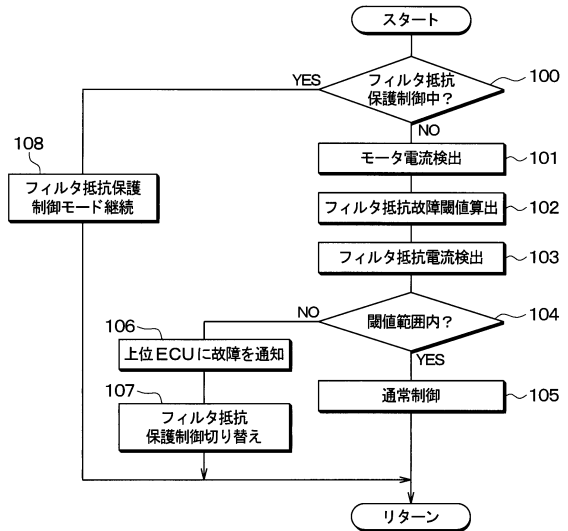 スタート
YES
フィルタ抵抗
保護制御中?
100
NO
108
モータ電流検出
101
フィルタ抵抗保護
制御モード継続
フィルタ抵抗故障閾値算出
102
フィルタ抵抗電流検出
103
NO
閾値範囲内?
104
106
上位ECUに故障を通知
YES
107
フィルタ抵抗
保護制御切り替え
通常制御
105
リターン